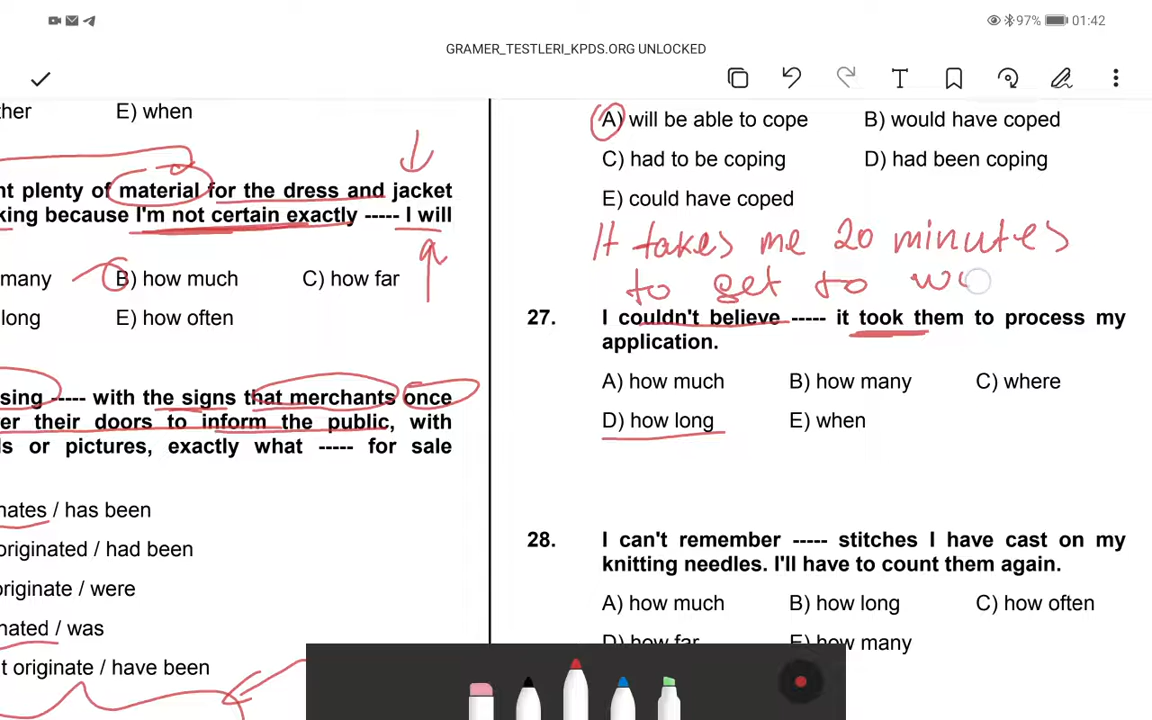 97% 01:42
GRAMER_TESTLERI_KPDS.ORG UNLOCKED
T
ther E) when
nt plenty of material for the dress and jacket
king because I'm not certain exactly ----- I will
many B) how much C) how far
long E) how often
sing ----- with the signs that merchants once
er their doors to inform the public, with
ls or pictures, exactly what ----- for sale
nates / has been
originated / had been
originate / were
nated / was
t originate / have been
A) will be able to cope B) would have coped
C) had to be coping D) had been coping
E) could have coped
It takes me 20 minutes
to get to wo
27. I couldn't believe ----- it took them to process my
application.
A) how much B) how many C) where
D) how long E) when
28. I can't remember ----- stitches I have cast on my
knitting needles. I'll have to count them again.
A) how much B) how long C) how often
D) how far E) how many